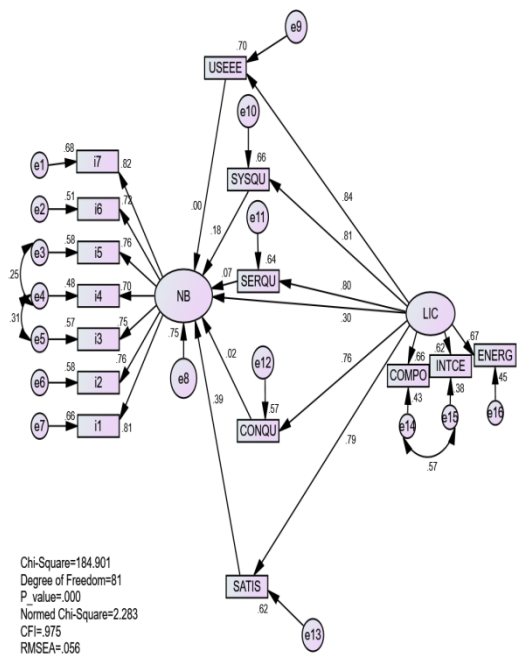 e9
.70
USEEE
e10
.68
i7
.82
e1
.66
SYSQU
.84
.51
i6
.72
e2
.00
.18
e11
.81
.58
i5
.76
e3
.64
.25
SERQU
.07
.80
.48
i4
.70
e4
NB
.30
LIC
.31
.57
i3
.75
e5
.75
e8
.02
e12
.76
.66
.62
.67
ENERG
INTCE
COMPO
.58
i2
.76
e6
.39
.43
.38
.45
e14
e15
e16
.57
CONQU
.57
.66
i1
.81
e7
.79
SATIS
.62
e13
Chi-Square=184.901
Degree of Freedom=81
P_value=.000
Normed Chi-Square=2.283
CFI=.975
RMSEA=.056